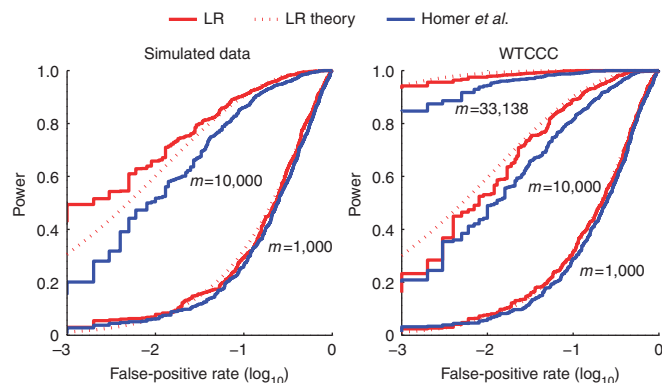 LR LR theory Homer et al.
Simulated data WTCCC
1.0
0.8
0.6
0.4
0.2
0
Power
−3 −2 −1 0
False-positive rate (log10)
m=10,000
m=1,000
1.0
0.8
0.6
0.4
0.2
0
Power
−3 −2 −1 0
False-positive rate (log10)
m=33,138
m=10,000
m=1,000